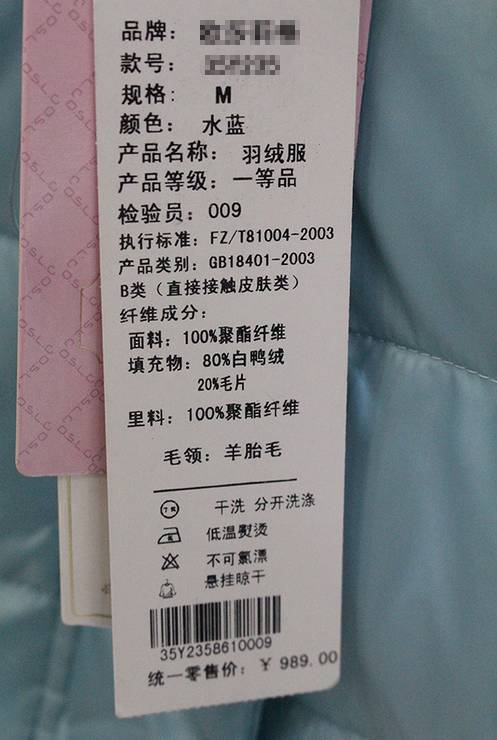 品牌：
款号：
规格：M
颜色：水蓝
产品名称：羽绒服
产品等级：一等品
检验员：009
执行标准：FZ/T81004-2003
产品类别：GB18401-2003
B类（直接接触皮肤类）
纤维成分：
面料：100%聚酯纤维
填充物：80%白鸭绒
20%毛片
里料：100%聚酯纤维
毛领：羊胎毛
干洗 分开洗涤
低温熨烫
不可氯漂
悬挂晾干
35Y2358610009
统一零售价：￥989.00